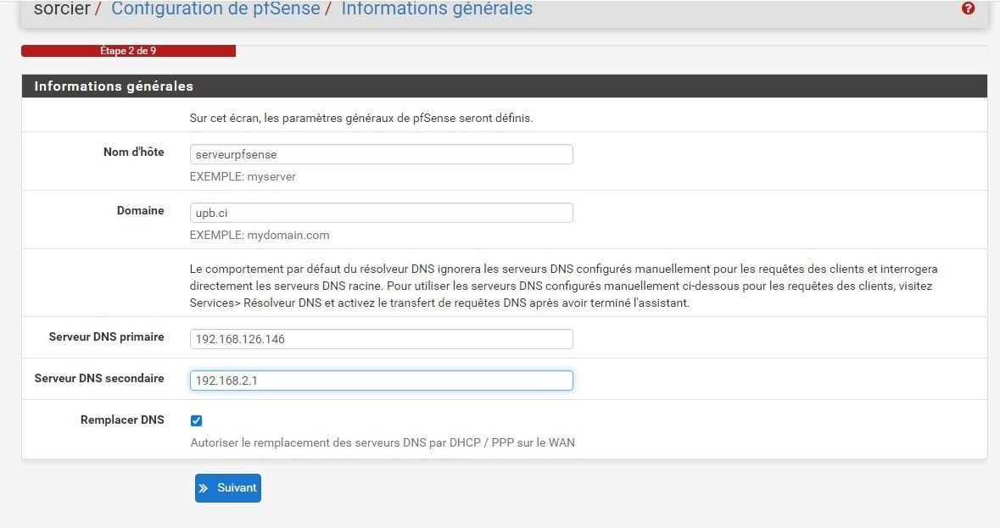 sorcier / Configuration de pfSense / Informations générales
Étape 2 de 9
Informations générales
Sur cet écran, les paramètres généraux de pfSense seront définis.
Nom d'hôte
serveurpfsense
EXEMPLE: myserver
Domaine
upb.ci
EXEMPLE: mydomain.com
Le comportement par défaut du résolveur DNS ignorera les serveurs DNS configurés manuellement pour les requêtes des clients et interrogera
directement les serveurs DNS racine. Pour utiliser les serveurs DNS configurés manuellement ci-dessous pour les requêtes des clients, visitez
Services> Résolveur DNS et activez le transfert de requêtes DNS après avoir terminé l'assistant.
Serveur DNS primaire
192.168.126.146
Serveur DNS secondaire
192.168.2.1
Remplacer DNS
Autoriser le remplacement des serveurs DNS par DHCP / PPP sur le WAN
Suivant